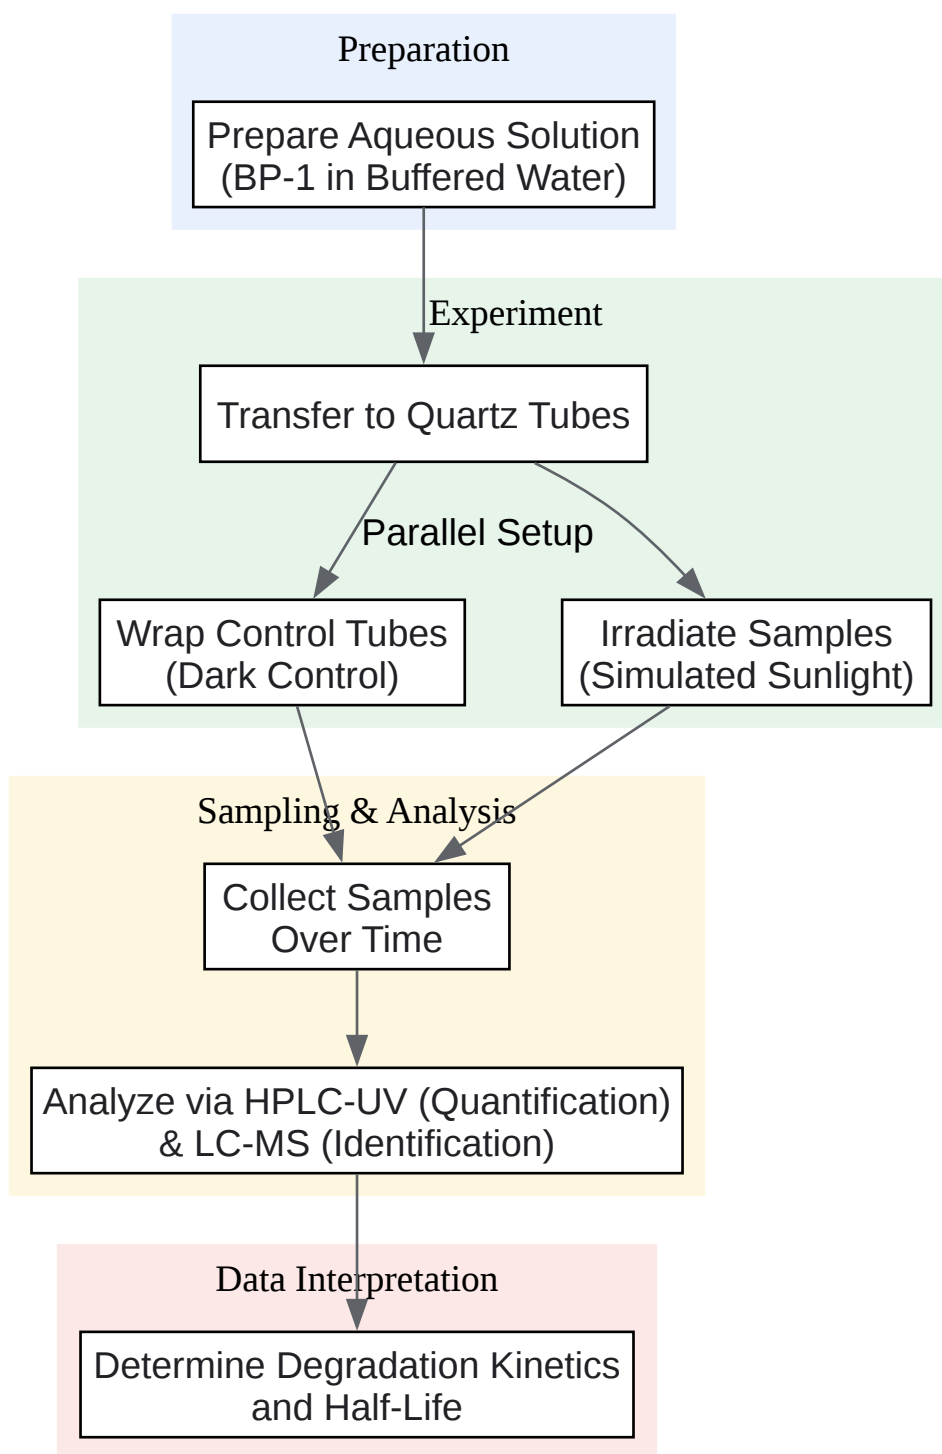 Preparation
Prepare Aqueous Solution
(BP-1 in Buffered Water)
Experiment
Transfer to Quartz Tubes
Parallel Setup
Wrap Control Tubes
(Dark Control)
Irradiate Samples
(Simulated Sunlight)
Sampling & Analysis
Collect Samples
Over Time
Analyze via HPLC-UV (Quantification)
& LC-MS (Identification)
Data Interpretation
Determine Degradation Kinetics
and Half-Life